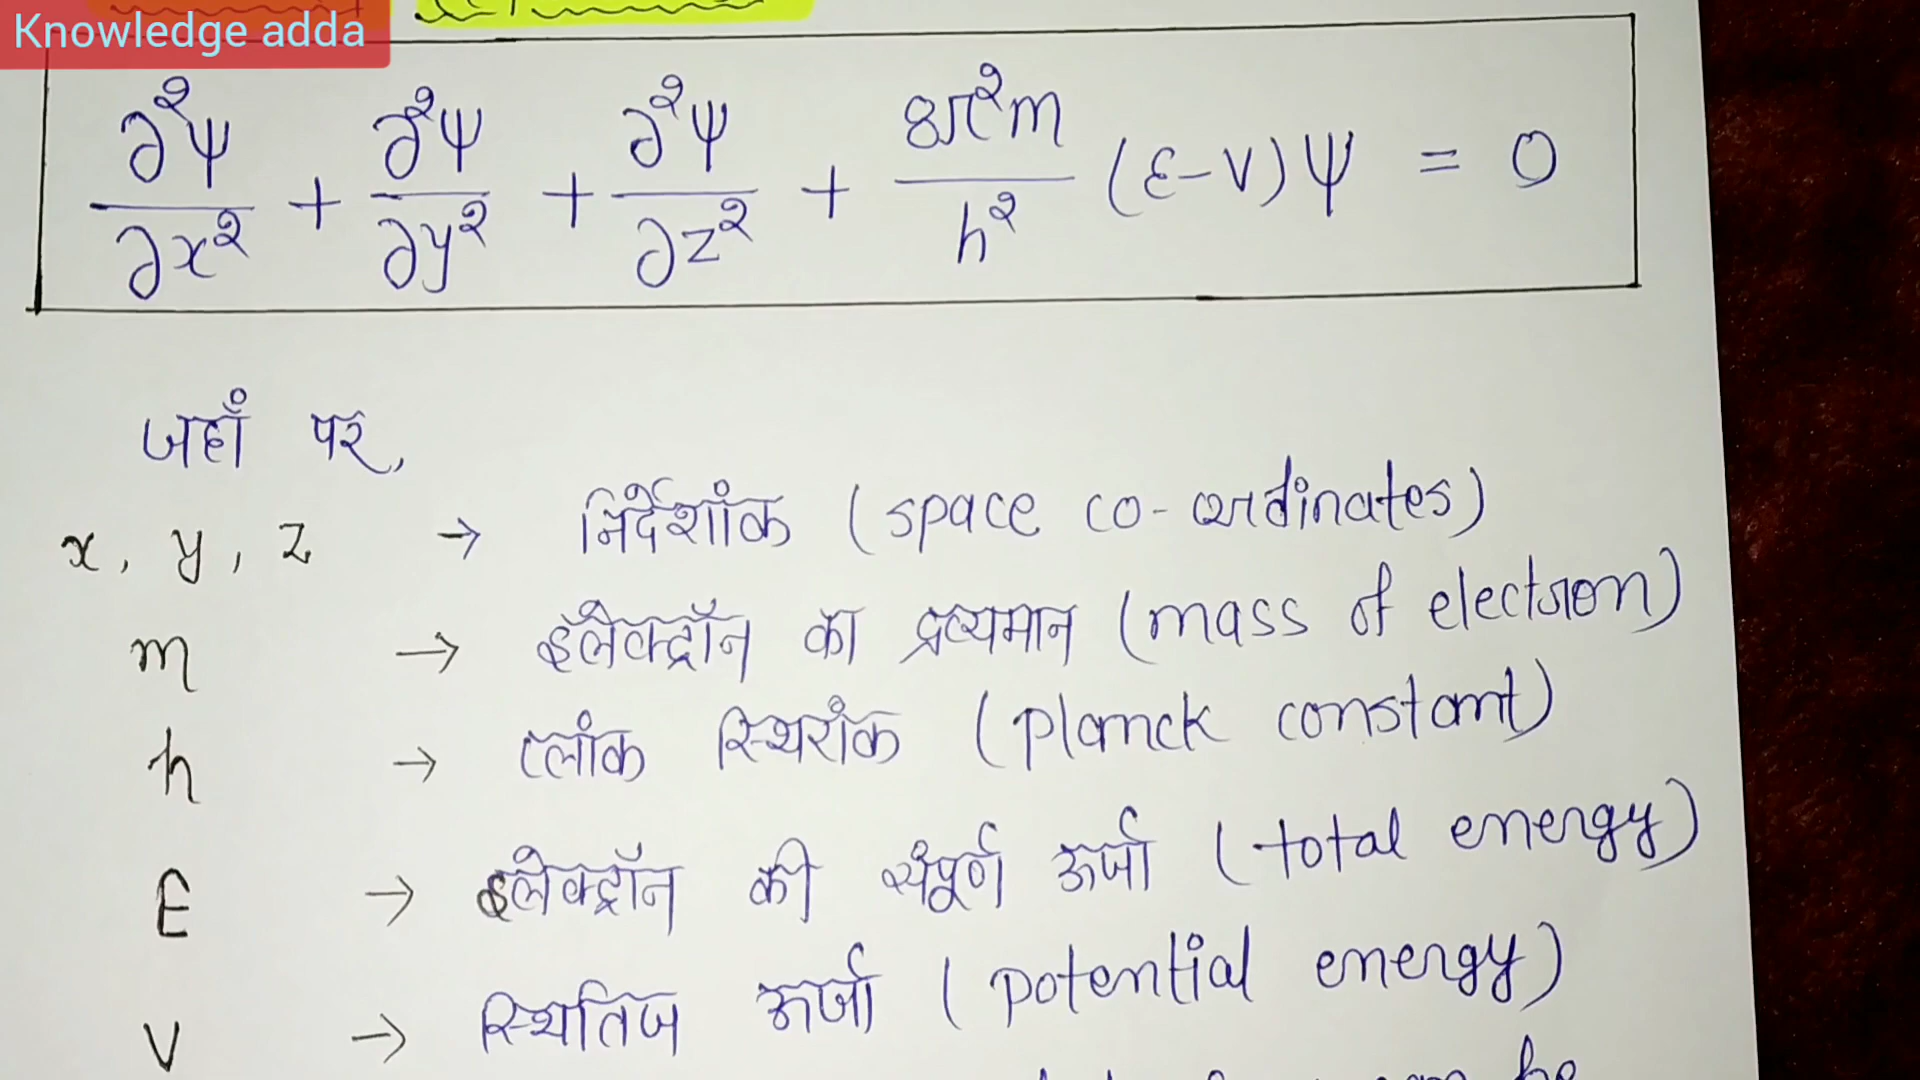 Knowledge adda
∂²ψ/∂x² + ∂²ψ/∂y² + ∂²ψ/∂z² + 8π²m/h² (E-V)ψ = 0
जहाँ पर,
x, y, z → निर्देशांक (space co-ordinates)
m → इलेक्ट्रॉन का द्रव्यमान (mass of electron)
h → प्लांक स्थिरांक (planck constant)
E → इलेक्ट्रॉन की संपूर्ण ऊर्जा (total energy)
V → स्थितिज ऊर्जा (potential energy)
be